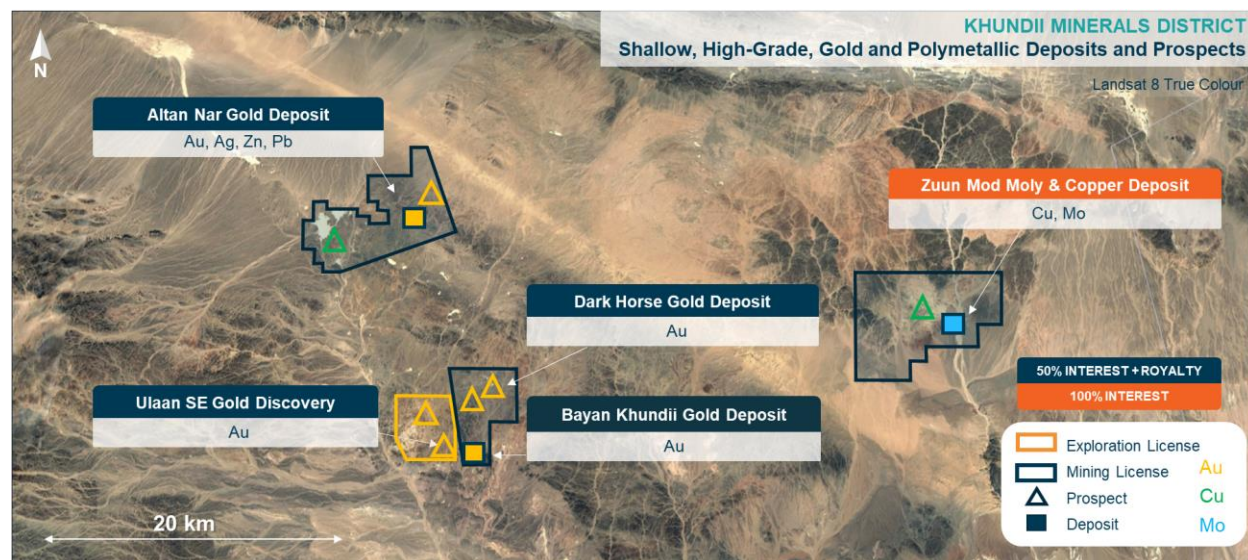 KHUNDII MINERALS DISTRICT
Shallow, High-Grade, Gold and Polymetallic Deposits and Prospects
Landsat 8 True Colour
N
Altan Nar Gold Deposit
Au, Ag, Zn, Pb
Zuun Mod Moly & Copper Deposit
Cu, Mo
Dark Horse Gold Deposit
Au
Ulaan SE Gold Discovery
Au
Bayan Khundii Gold Deposit
Au
50% INTEREST + ROYALTY
100% INTEREST
Exploration License
Mining License
Prospect
Deposit
Au
Cu
Mo
20 km